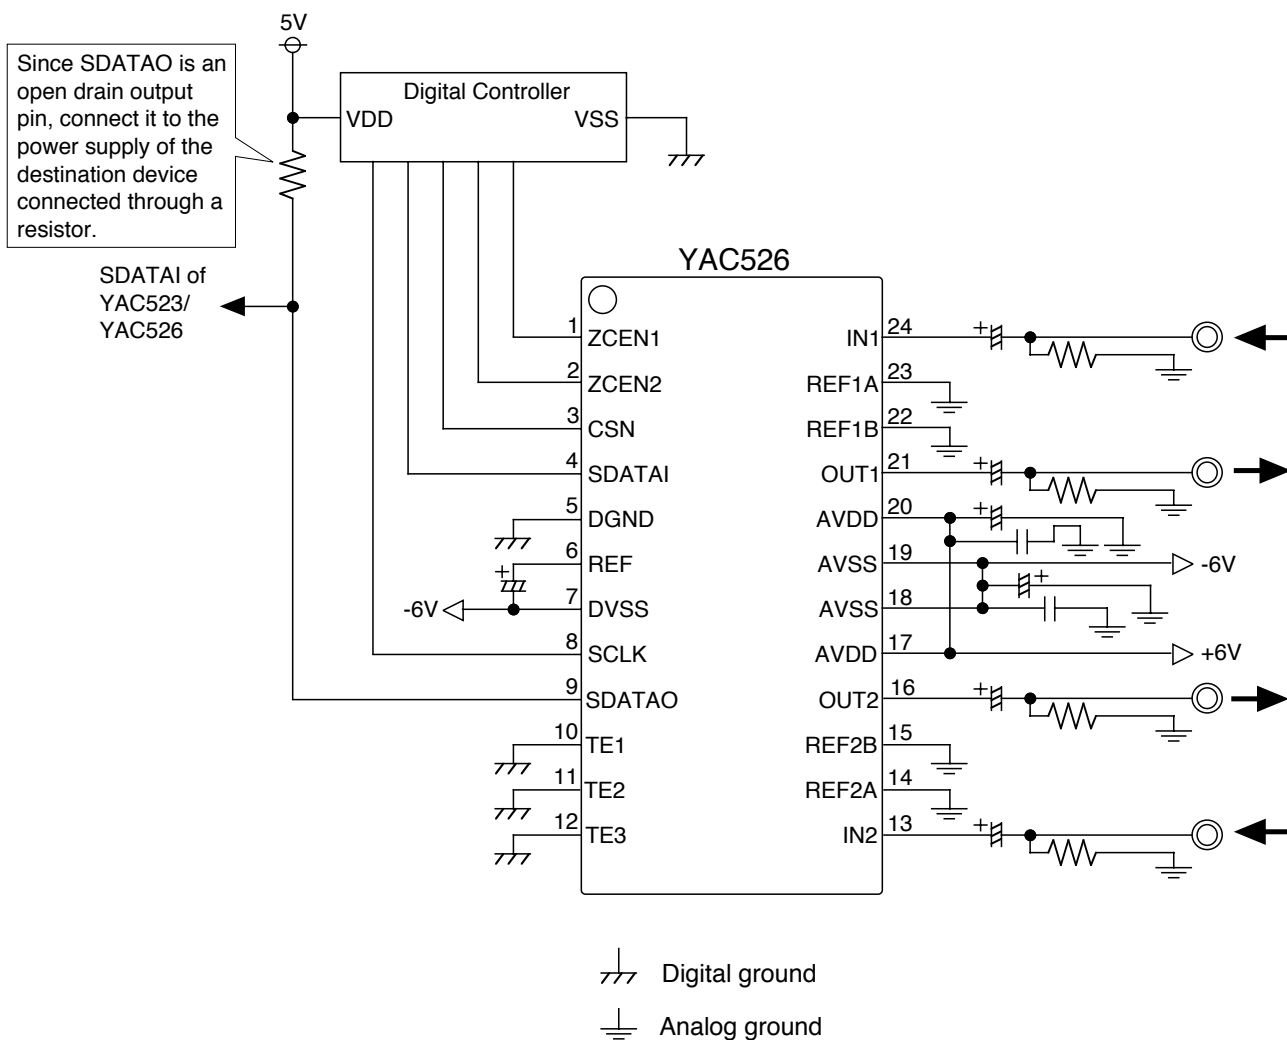 5V
Since SDATAO is an
open drain output
pin, connect it to the
power supply of the
destination device
connected through a
resistor.
Digital Controller
VDD
VSS
SDATAI of
YAC523/
YAC526
YAC526
1 ZCEN1
2 ZCEN2
3 CSN
4 SDATAI
5 DGND
6 REF
+
-6V
7 DVSS
8 SCLK
9 SDATAO
10 TE1
11 TE2
12 TE3
IN1 24 +
REF1A 23
REF1B 22
OUT1 21 +
AVDD 20 +
AVSS 19 -6V
AVSS 18 +
AVDD 17 +6V
OUT2 16 +
REF2B 15
REF2A 14
IN2 13 +
Digital ground
Analog ground